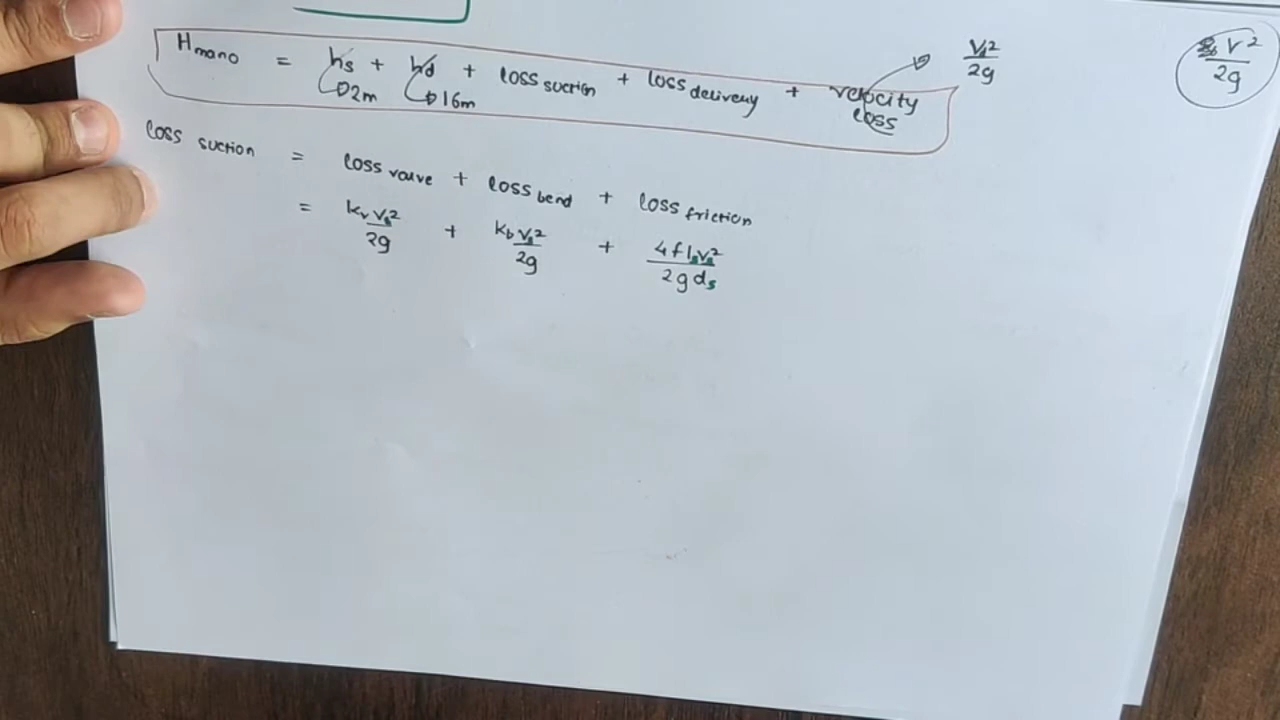 Hmano = hs + hd + loss suction + loss delivery + velocity loss
Vd²/2g
V²/2g
2m 16m
loss suction = loss valve + loss bend + loss friction
= kv Vs²/2g + kb Vs²/2g + 4 f ls Vs²/2g ds